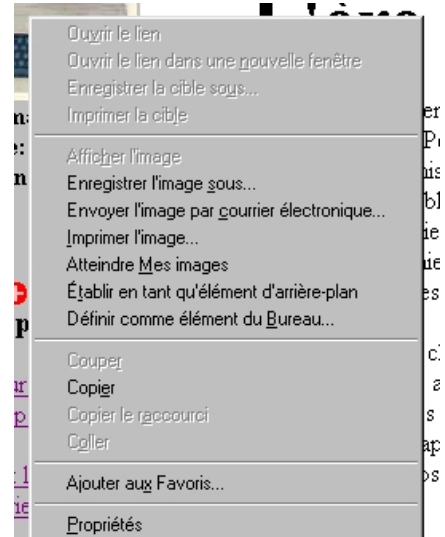 Ouvrir le lien
Ouvrir le lien dans une nouvelle fenêtre
Enregistrer la cible sous...
Imprimer la cible
Afficher l'image
Enregistrer l'image sous...
Envoyer l'image par courrier électronique...
Imprimer l'image...
Atteindre Mes images
Établir en tant qu'élément d'arrière-plan
Définir comme élément du Bureau...
Couper
Copier
Copier le raccourci
Coller
Ajouter aux Favoris...
Propriétés